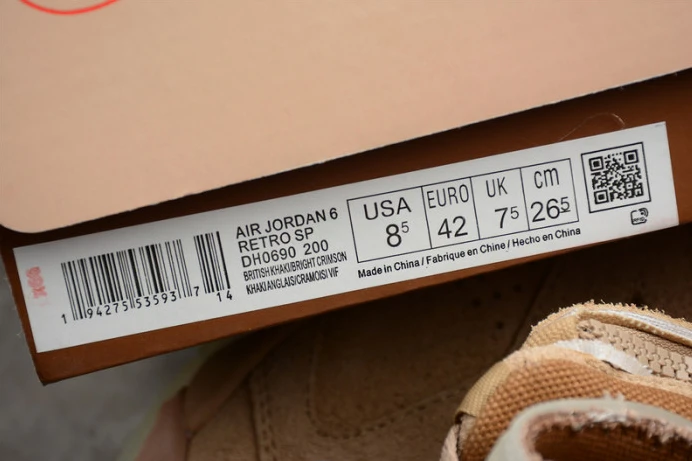 AIR JORDAN 6
RETRO SP
DH0690 200
BRITISH KHAKI/BRIGHT CRIMSON
KHAKI ANGLAIS/CRAMOISI VIF
1 94275 53593 7 14
USA
8⁵
EURO
42
UK
7⁵
cm
26⁵
Made in China / Fabrique en Chine / Hecho en China